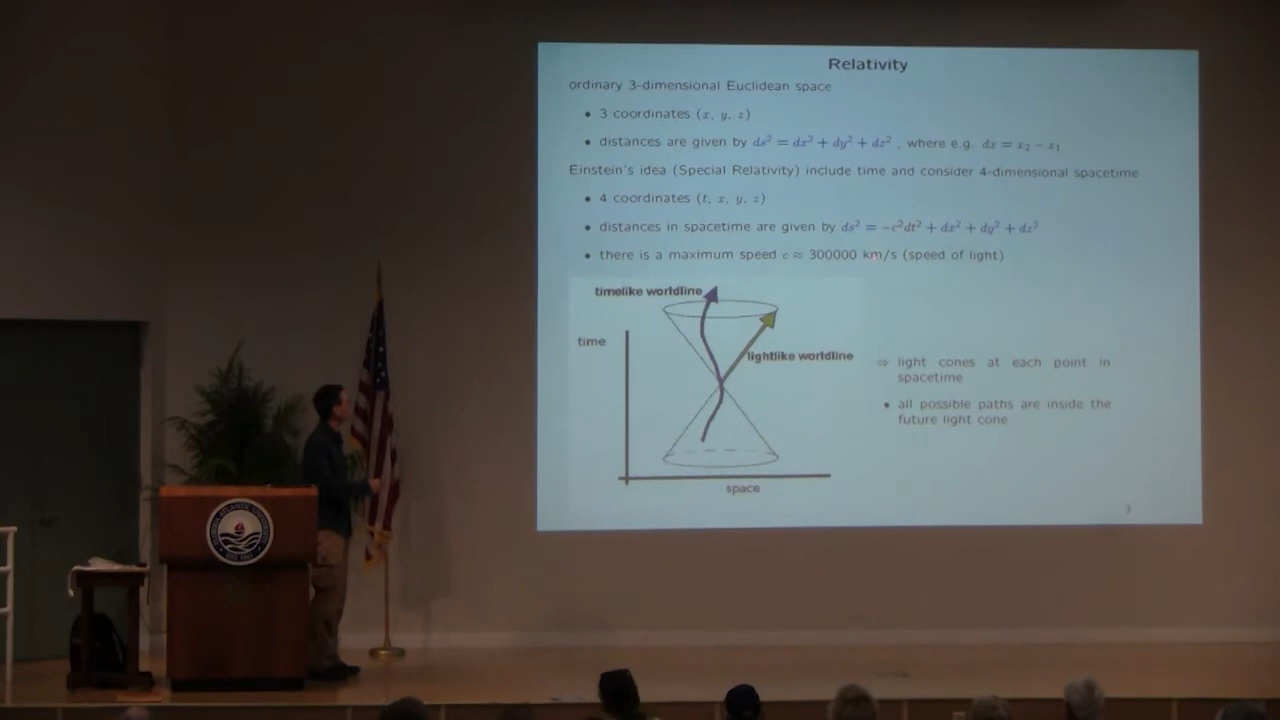 Relativity
ordinary 3-dimensional Euclidean space
• 3 coordinates (x, y, z)
• distances are given by ds² = dx² + dy² + dz² , where e.g. dx = x₂ − x₁
Einstein's idea (Special Relativity) include time and consider 4-dimensional spacetime
• 4 coordinates (t, x, y, z)
• distances in spacetime are given by ds² = −c²dt² + dx² + dy² + dz²
• there is a maximum speed c ≈ 300000 km/s (speed of light)
timelike worldline
time
lightlike worldline
⇒ light cones at each point in
spacetime
• all possible paths are inside the
future light cone
space
3